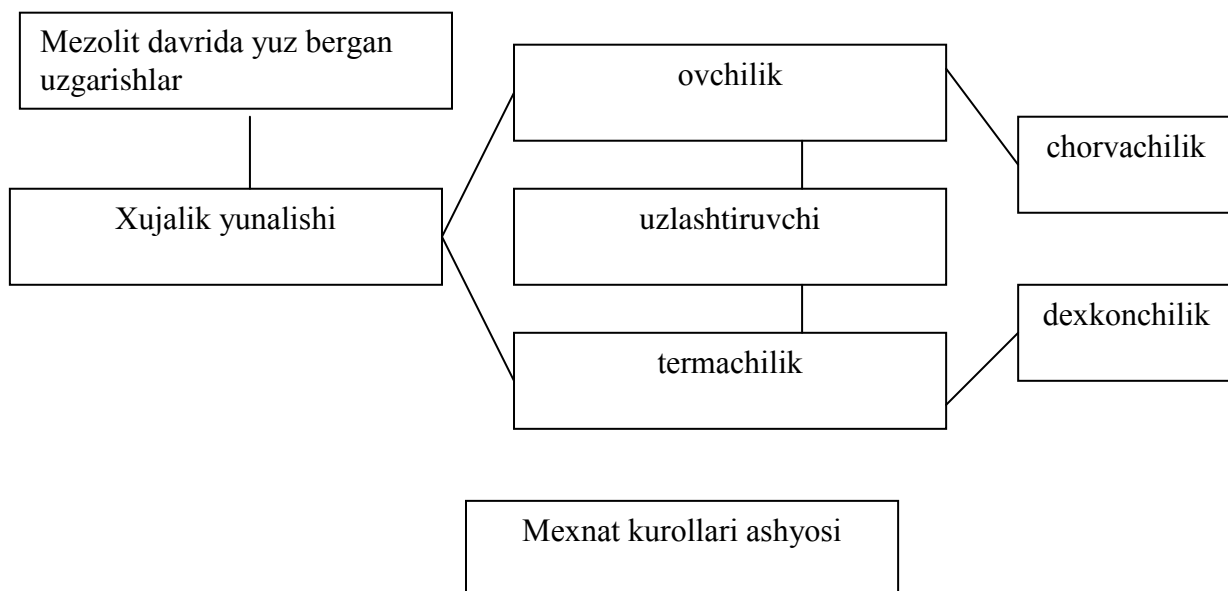 Mezolit davrida yuz bergan
uzgarishlar
ovchilik
chorvachilik
Xujalik yunalishi
uzlashtiruvchi
dexkonchilik
termachilik
Mexnat kurollari ashyosi